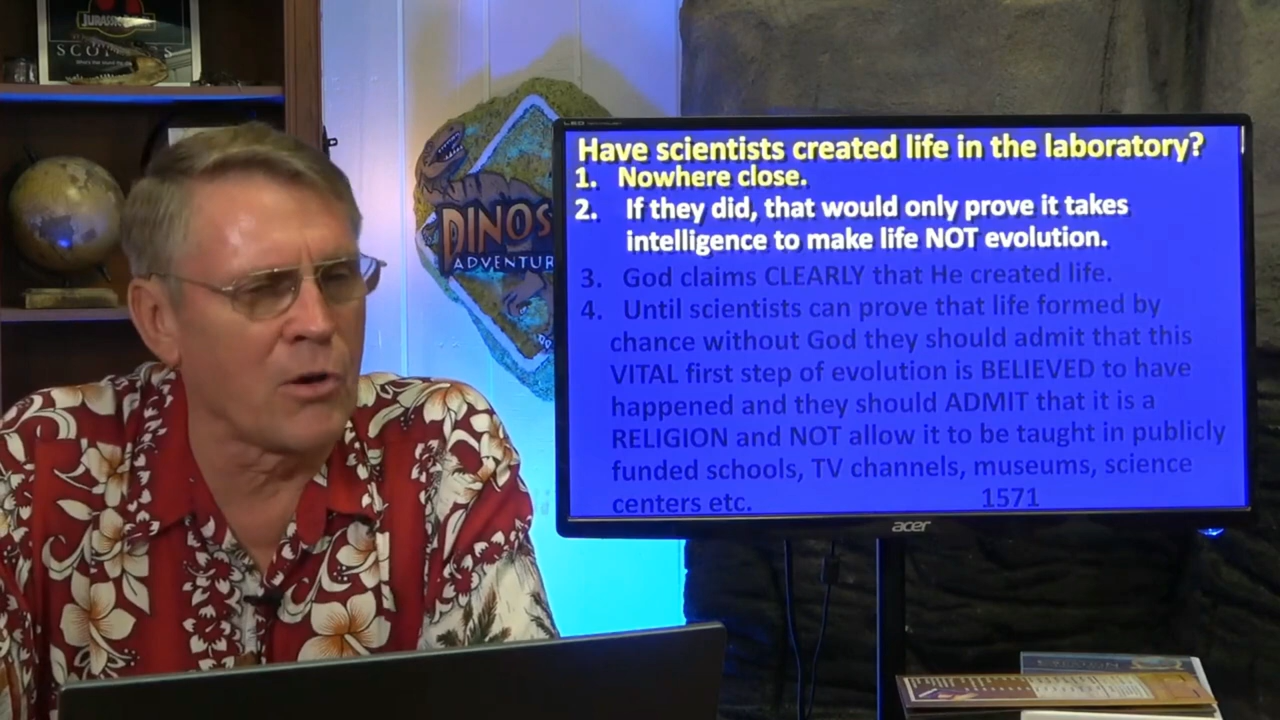 JURASSIC
Have scientists created life in the laboratory?
1. Nowhere close.
2. If they did, that would only prove it takes
intelligence to make life NOT evolution.
3. God claims CLEARLY that He created life.
4. Until scientists can prove that life formed by
chance without God they should admit that this
VITAL first step of evolution is BELIEVED to have
happened and they should ADMIT that it is a
RELIGION and NOT allow it to be taught in publicly
funded schools, TV channels, museums, science
centers etc. 1571
DINOS
ADVENTUR
acer
CREATION